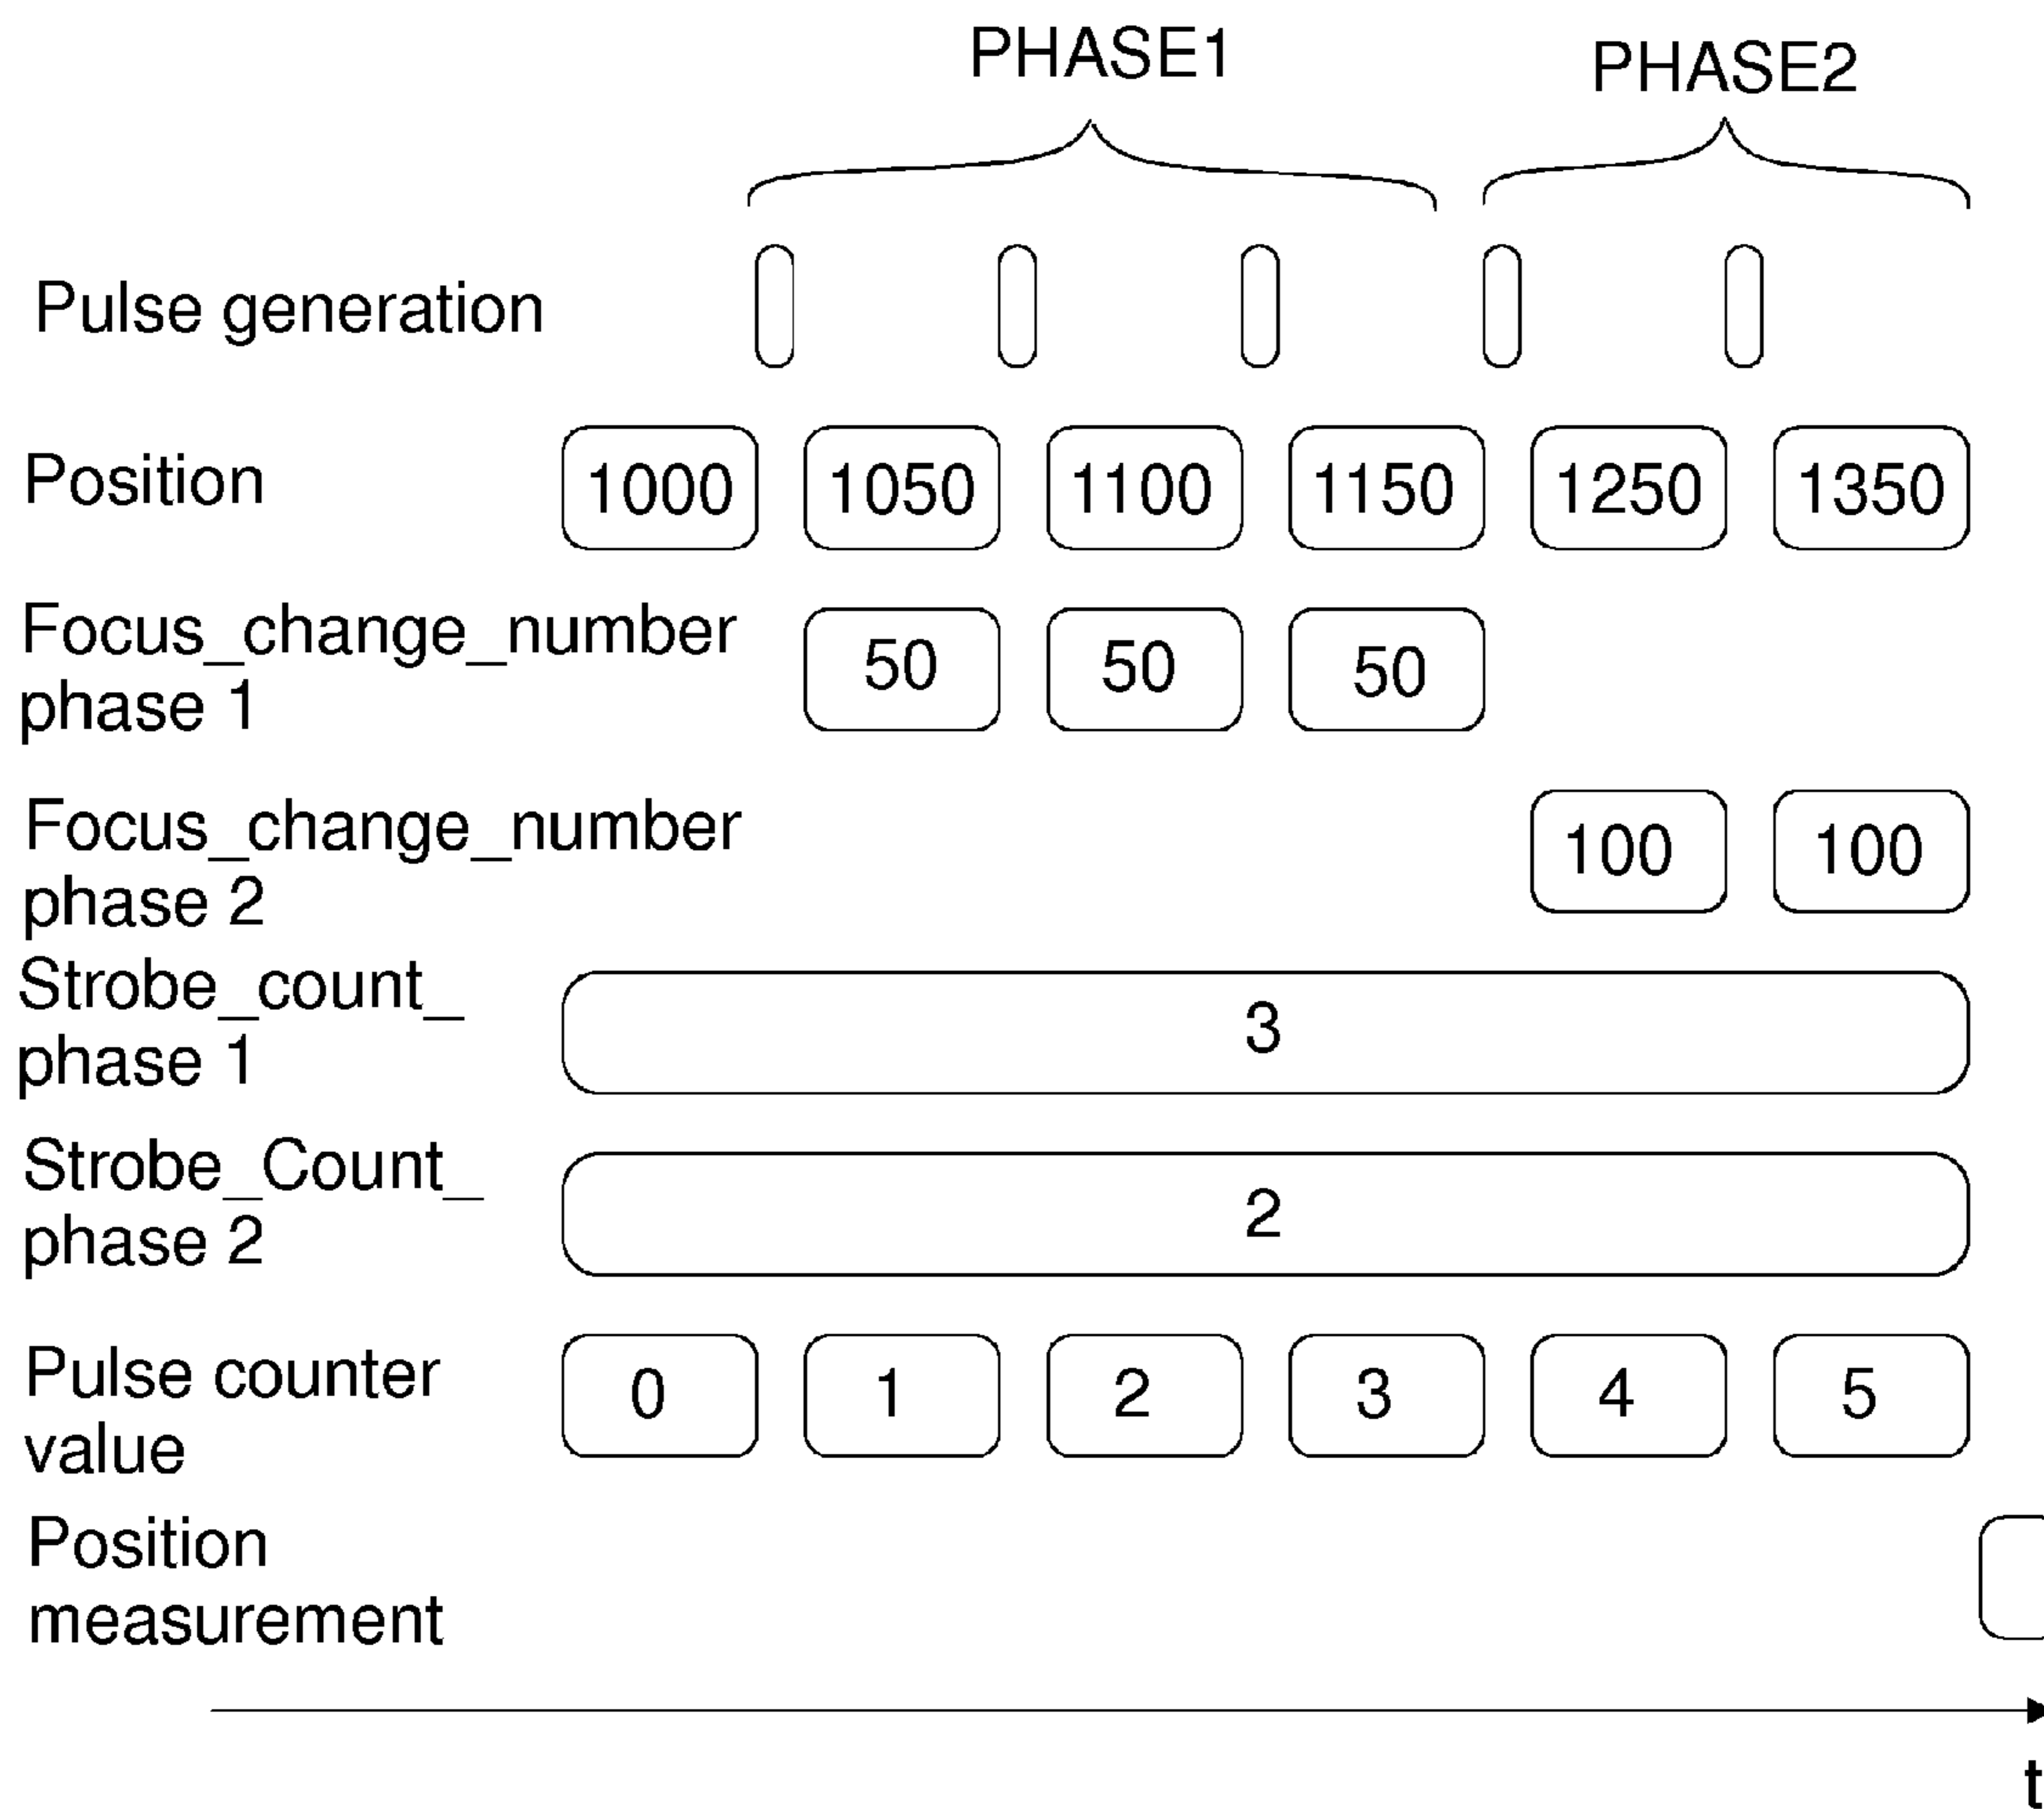 PHASE1 PHASE2
Pulse generation
Position 1000 1050 1100 1150 1250 1350
Focus_change_number
phase 1
50 50 50
Focus_change_number
phase 2
100 100
Strobe_count_
phase 1
3
Strobe_Count_
phase 2
2
Pulse counter
value
0 1 2 3 4 5
Position
measurement
t